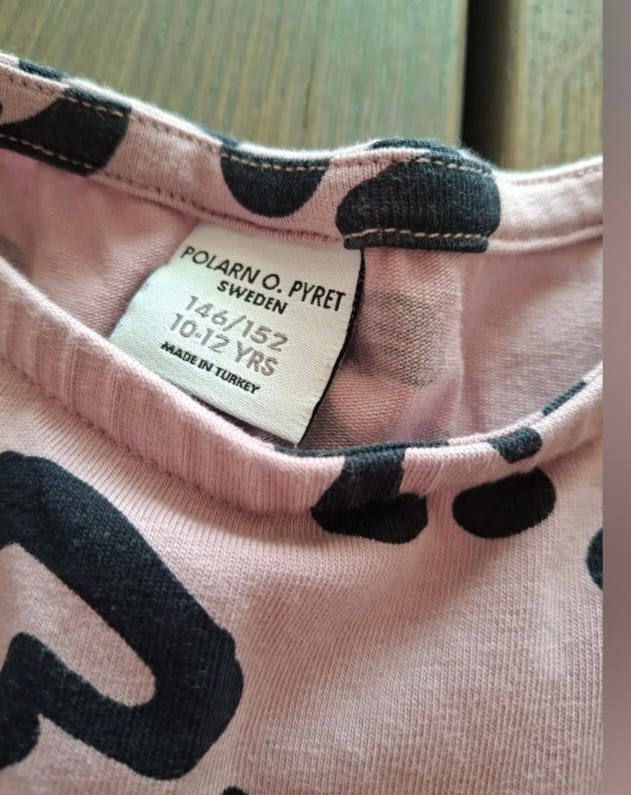 POLARN O. PYRET
SWEDEN
146/152
10-12 YRS
MADE IN TURKEY